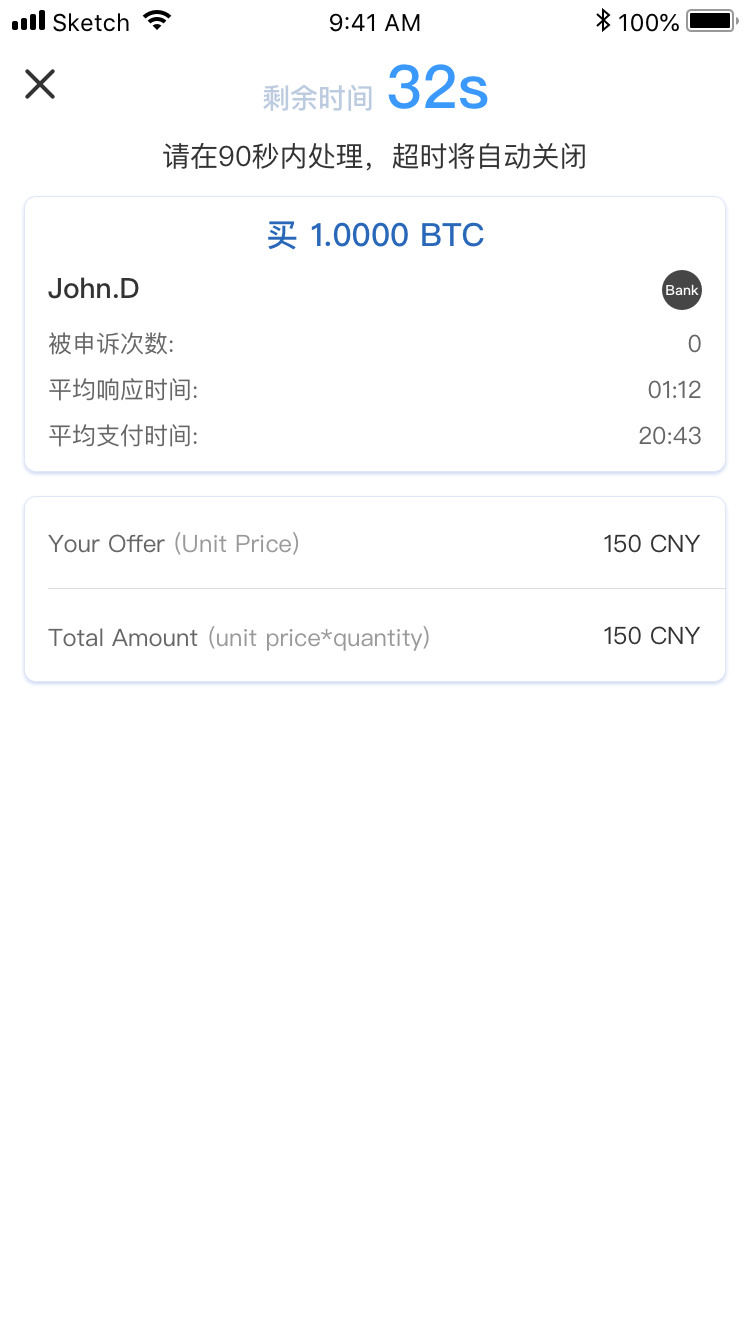 Sketch 9:41 AM 100%
剩余时间 32s
请在90秒内处理，超时将自动关闭
买 1.0000 BTC
John.D Bank
被申诉次数: 0
平均响应时间: 01:12
平均支付时间: 20:43
Your Offer (Unit Price) 150 CNY
Total Amount (unit price*quantity) 150 CNY